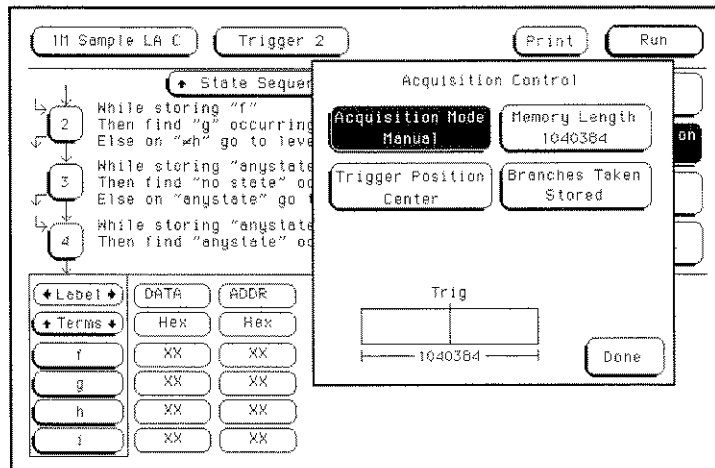 1M Sample LA C
Trigger 2
Print
Run
State Sequen
2
While storing "f"
Then find "g" occurring
Else on "≠h" go to leve
3
While storing "anystate
Then find "no state" oc
Else on "anystate" go t
4
While storing "anystate
Then find "anystate" oc
on
Acquisition Control
Acquisition Mode
Manual
Memory Length
1040384
Trigger Position
Center
Branches Taken
Stored
Trig
1040384
Done
Label
DATA
ADDR
Terms
Hex
Hex
f
XX
XX
g
XX
XX
h
XX
XX
i
XX
XX